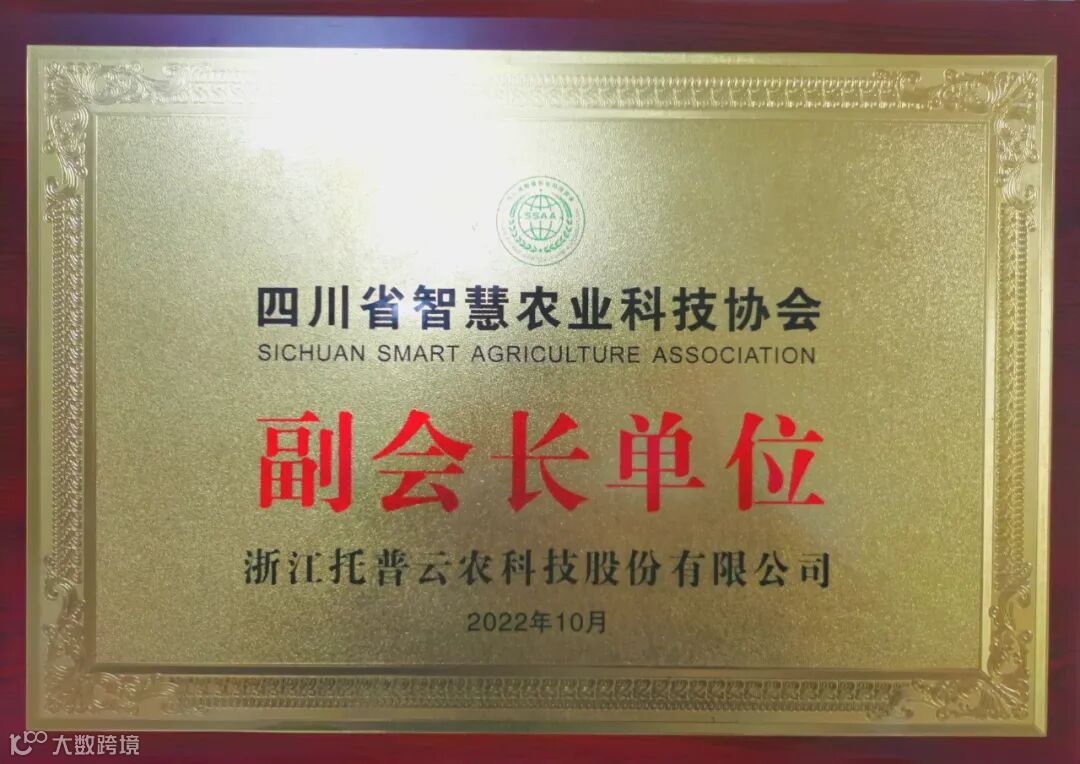 SSAA
四川省智慧农业科技协会
SICHUAN SMART AGRICULTURE ASSOCIATION
副会长单位
浙江托普云农科技股份有限公司
2022年10月
大数跨境